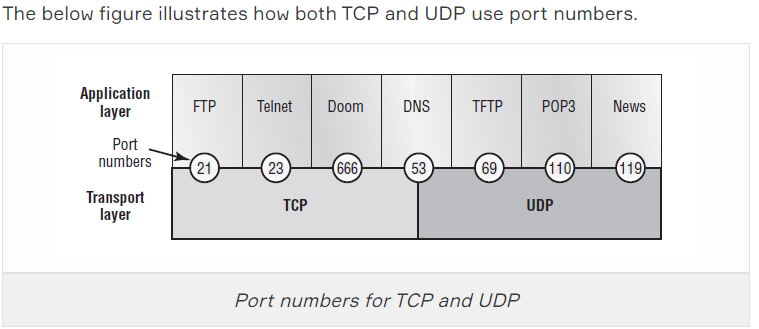 The below figure illustrates how both TCP and UDP use port numbers.
Application
layer
FTP Telnet Doom DNS TFTP POP3 News
Port
numbers
21 23 666 53 69 110 119
Transport
layer
TCP UDP
Port numbers for TCP and UDP